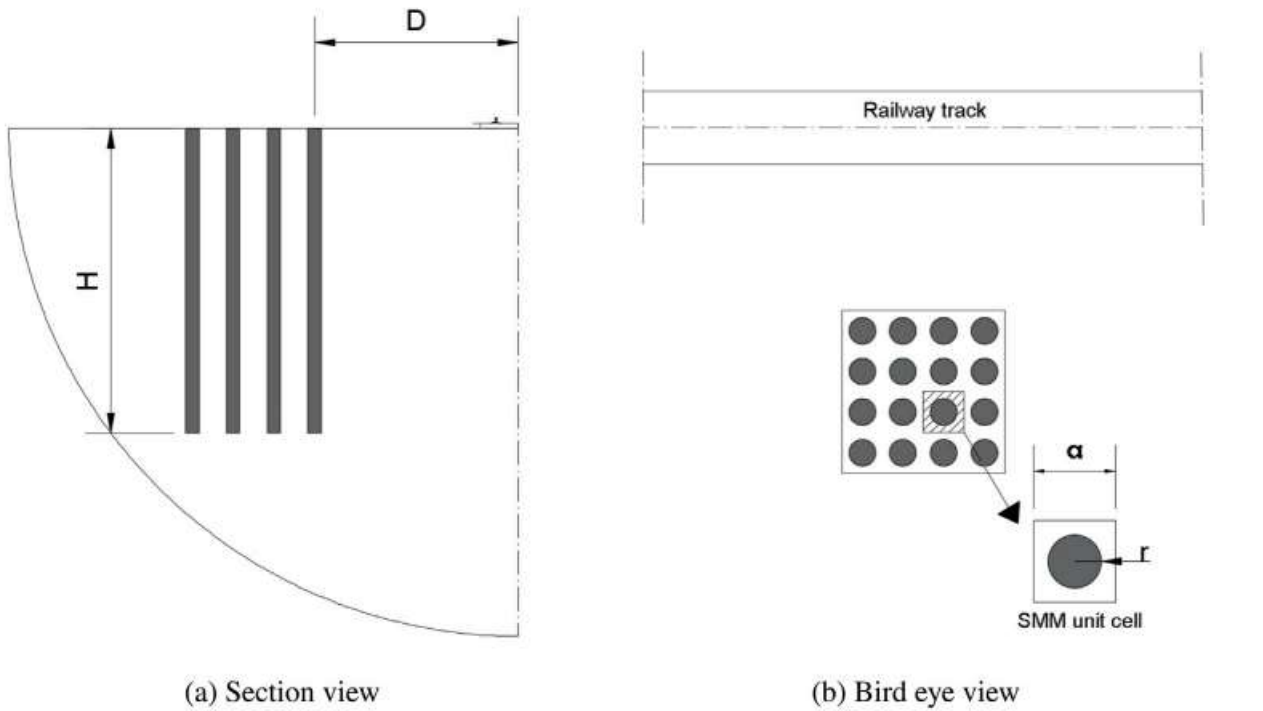 D
H
(a) Section view
Railway track
α
r
SMM unit cell
(b) Bird eye view